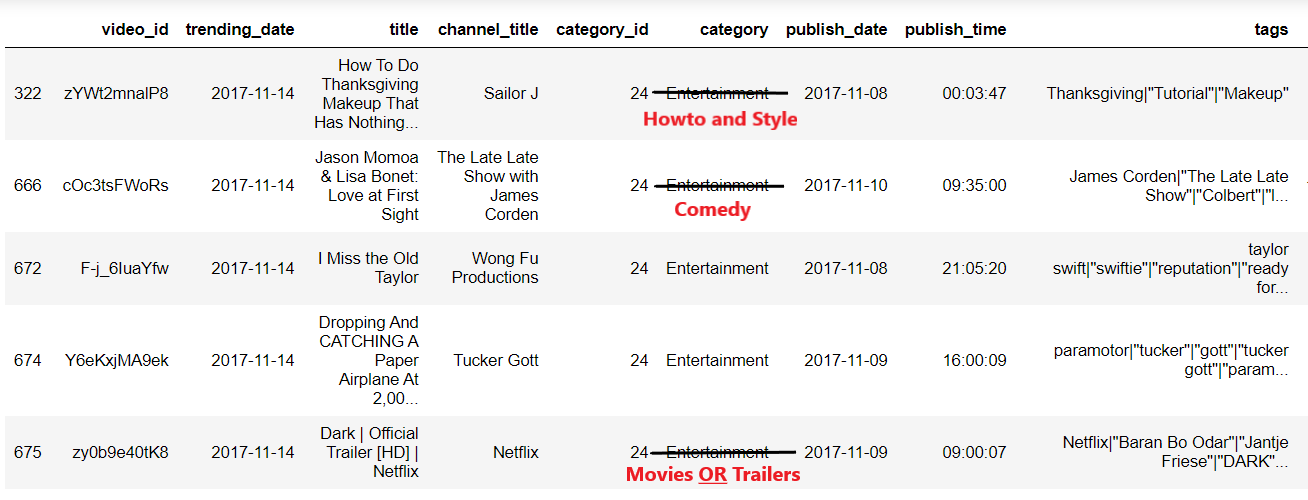 video_id trending_date title channel_title category_id category publish_date publish_time tags
322 zYWt2mnalP8 2017-11-14 How To Do Thanksgiving Makeup That Has Nothing... Sailor J 24 Entertainment 2017-11-08 00:03:47 Thanksgiving|"Tutorial"|"Makeup"
Howto and Style
666 cOc3tsFWoRs 2017-11-14 Jason Momoa & Lisa Bonet: Love at First Sight The Late Late Show with James Corden 24 Entertainment 2017-11-10 09:35:00 James Corden|"The Late Late Show"|"Colbert"|"l...
Comedy
672 F-j_6IuaYfw 2017-11-14 I Miss the Old Taylor Wong Fu Productions 24 Entertainment 2017-11-08 21:05:20 taylor swift|"swiftie"|"reputation"|"ready for...
674 Y6eKxjMA9ek 2017-11-14 Dropping And CATCHING A Paper Airplane At 2,00... Tucker Gott 24 Entertainment 2017-11-09 16:00:09 paramotor|"tucker"|"gott"|"tucker gott"|"param...
675 zy0b9e40tK8 2017-11-14 Dark | Official Trailer [HD] | Netflix Netflix 24 Entertainment 2017-11-09 09:00:07 Netflix|"Baran Bo Odar"|"Jantje Friese"|"DARK"...
Movies OR Trailers